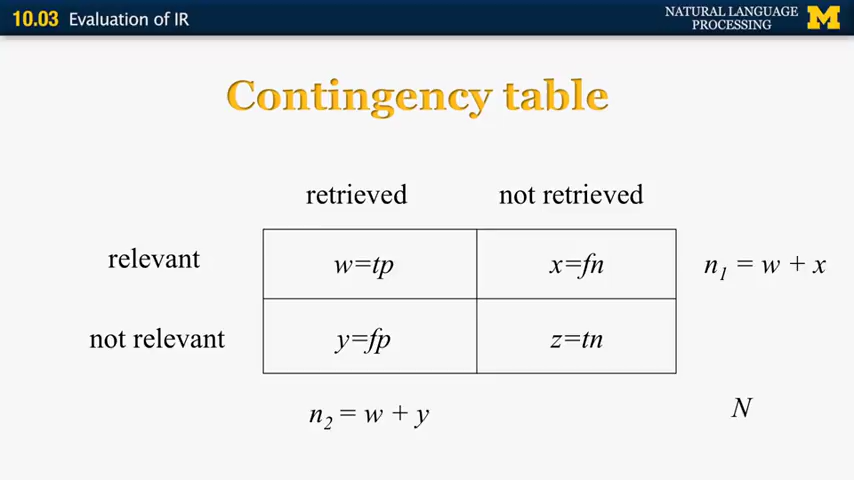 10.03 Evaluation of IR
NATURAL LANGUAGE
PROCESSING
M
Contingency table
retrieved not retrieved
relevant w=tp x=fn n₁ = w + x
not relevant y=fp z=tn
n₂ = w + y N